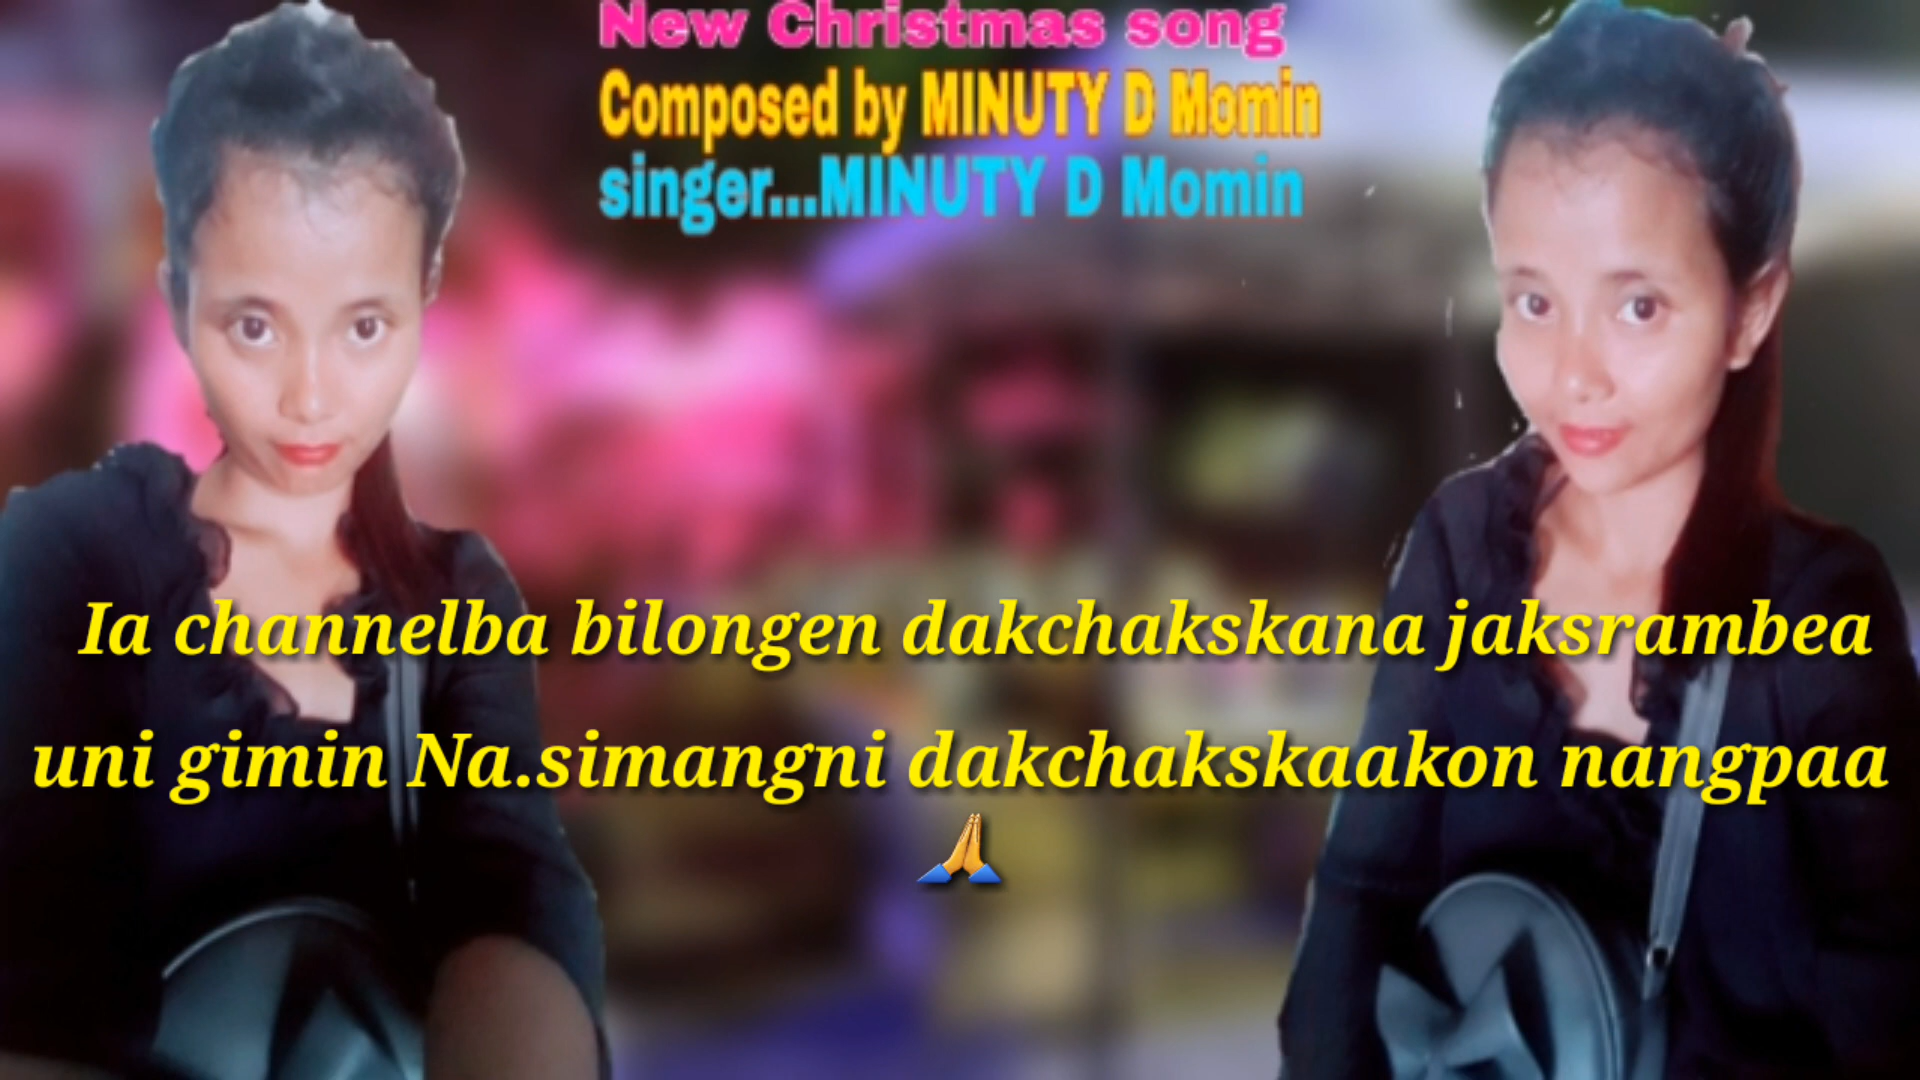 New Christmas song
Composed by MINUTY D Momin
singer...MINUTY D Momin
Ia channelba bilongen dakchakskana jaksrambea
uni gimin Na.simangni dakchakskaakon nangpaa
🙏